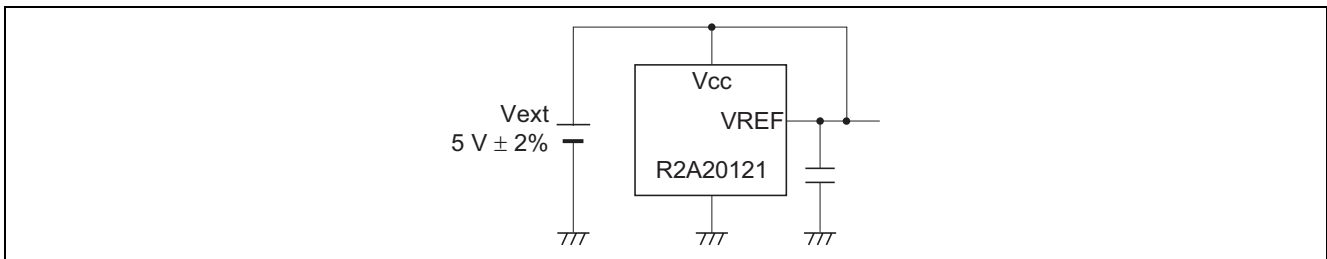 Vcc
Vext
5 V ± 2%
VREF
R2A20121